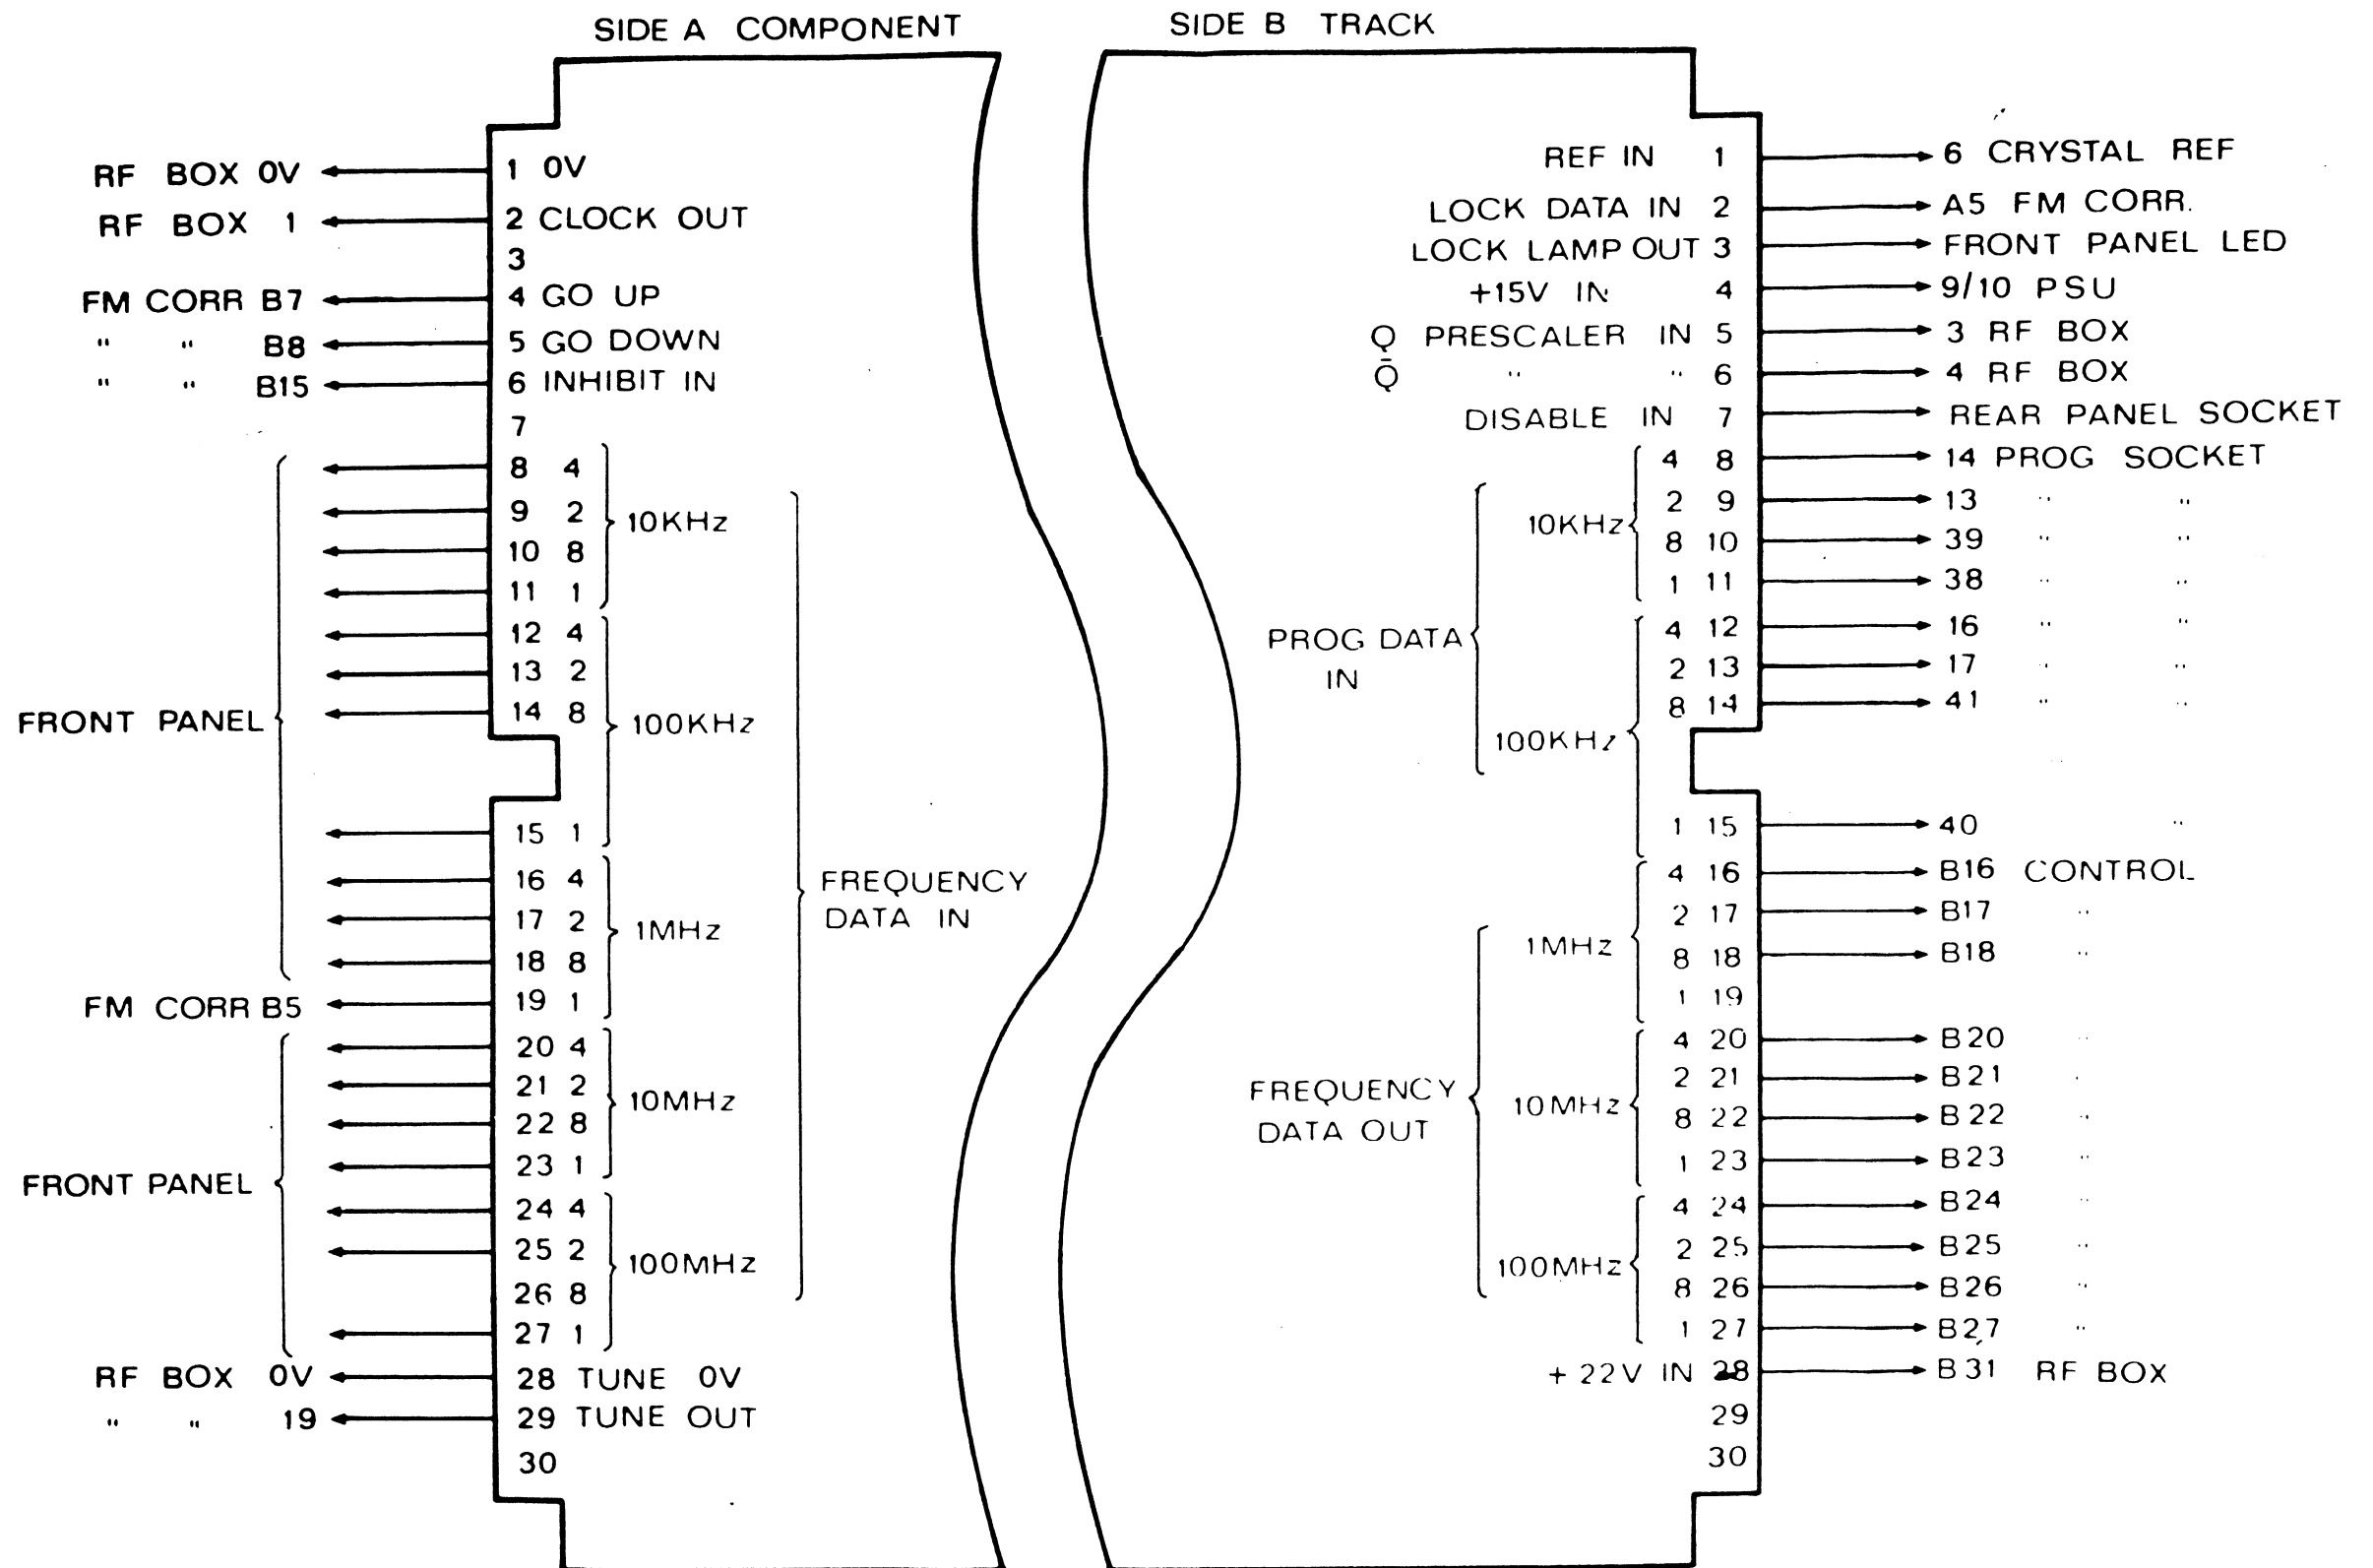 SIDE A COMPONENT
RF BOX 0V 1 0V
RF BOX 1 2 CLOCK OUT
3
FM CORR B7 4 GO UP
" " B8 5 GO DOWN
" " B15 6 INHIBIT IN
7
8 4
9 2
10KHz
10 8
11 1
12 4
13 2
14 8
FRONT PANEL
100KHz
15 1
16 4
FREQUENCY
DATA IN
17 2
1MHz
18 8
FM CORR B5 19 1
20 4
21 2
10MHz
22 8
23 1
FRONT PANEL
24 4
25 2
100MHz
26 8
27 1
RF BOX 0V 28 TUNE 0V
" " 19 29 TUNE OUT
30
SIDE B TRACK
REF IN 1 6 CRYSTAL REF
LOCK DATA IN 2 A5 FM CORR.
LOCK LAMP OUT 3 FRONT PANEL LED
+15V IN 4 9/10 PSU
Q PRESCALER IN 5 3 RF BOX
Q̄ " " 6 4 RF BOX
DISABLE IN 7 REAR PANEL SOCKET
4 8 14 PROG SOCKET
2 9 13 " "
10KHz
8 10 39 " "
1 11 38 " "
4 12 16 " "
PROG DATA
IN
2 13 17 " "
8 14 41 " "
100KHz
1 15 40 "
4 16 B16 CONTROL
2 17 B17 "
1MHz
8 18 B18 "
1 19
4 20 B20 "
2 21 B21 "
FREQUENCY
DATA OUT
10MHz
8 22 B22 "
1 23 B23 "
4 24 B24 "
2 25 B25 "
100MHz
8 26 B26 "
1 27 B27 "
+22V IN 28 B31 RF BOX
29
30